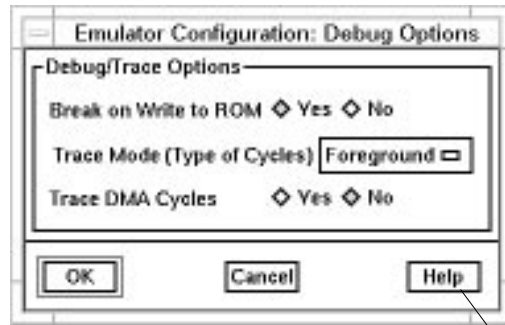 Emulator Configuration: Debug Options
Debug/Trace Options
Break on Write to ROM Yes No
Trace Mode (Type of Cycles) Foreground
Trace DMA Cycles Yes No
OK Cancel Help